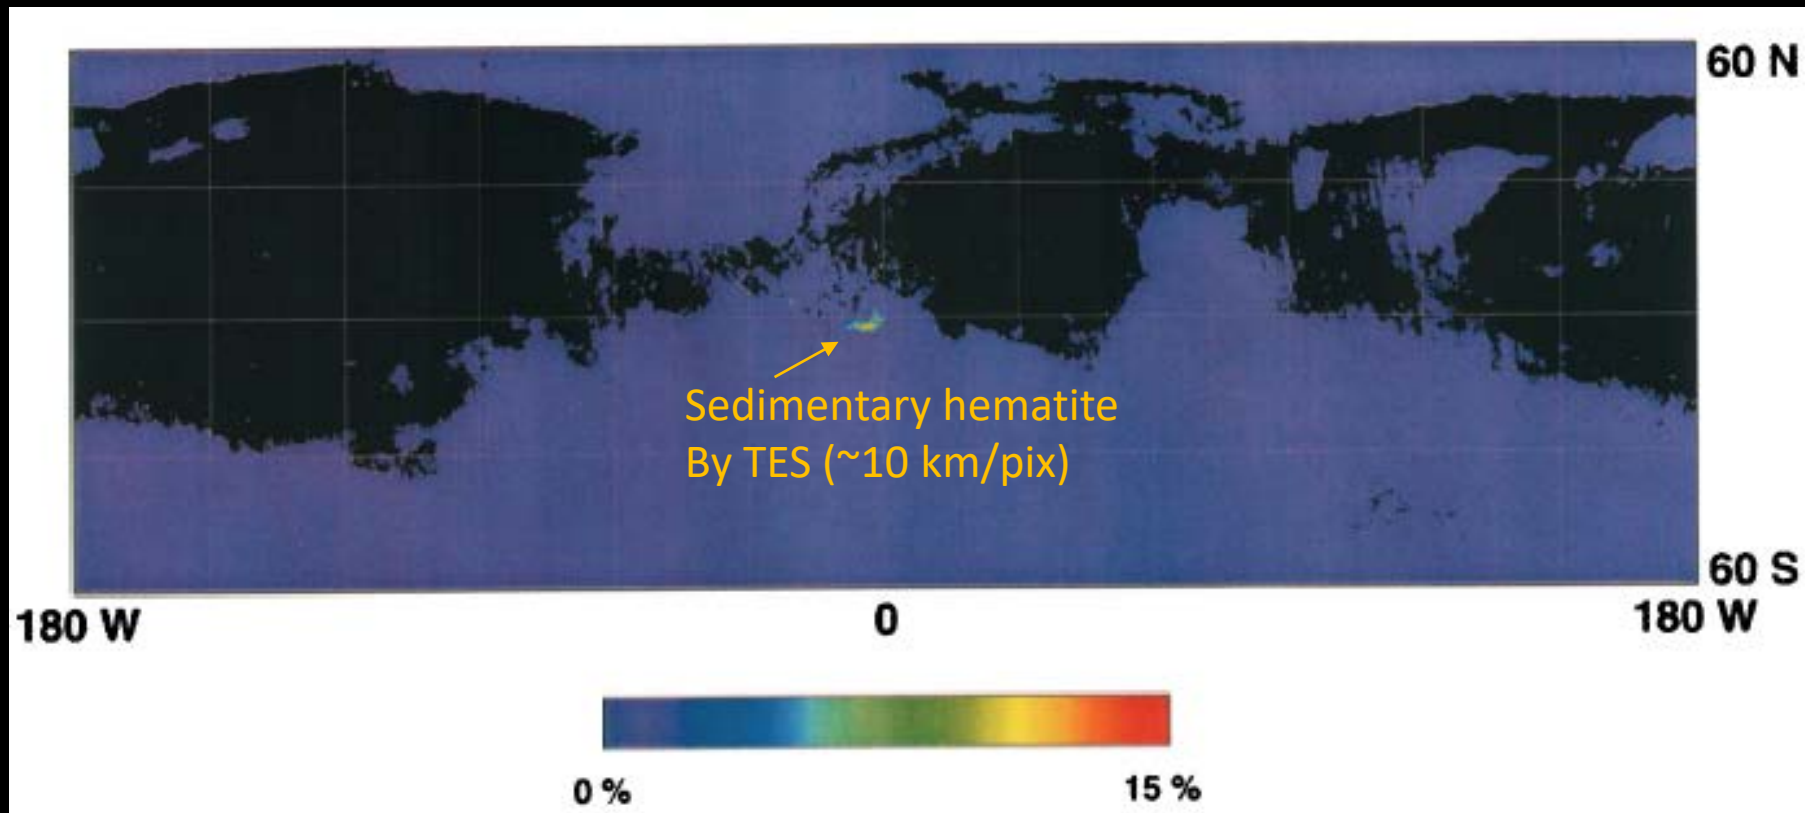 60 N
Sedimentary hematite
By TES (~10 km/pix)
60 S
180 W
0
180 W
0 %
15 %